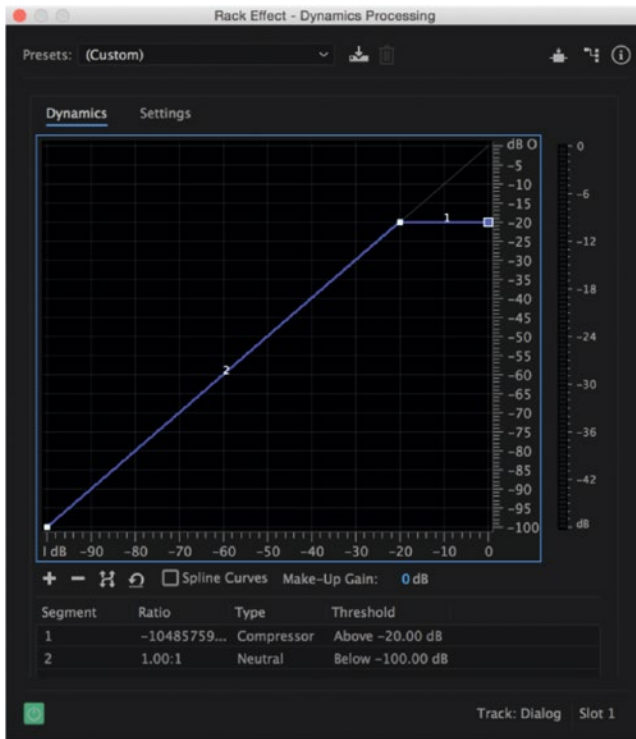 Rack Effect - Dynamics Processing
Presets: (Custom)
Dynamics Settings
dB 0
-5
-10
-15
-20
-25
-30
-35
-40
-45
-50
-55
-60
-65
-70
-75
-80
-85
-90
-95
-100
1
2
dB -90 -80 -70 -60 -50 -40 -30 -20 -10 0
0
-6
-12
-18
-24
-30
-36
-42
dB
Spline Curves Make-Up Gain: 0 dB
Segment Ratio Type Threshold
1 -10485759... Compressor Above -20.00 dB
2 1.00:1 Neutral Below -100.00 dB
Track: Dialog Slot 1